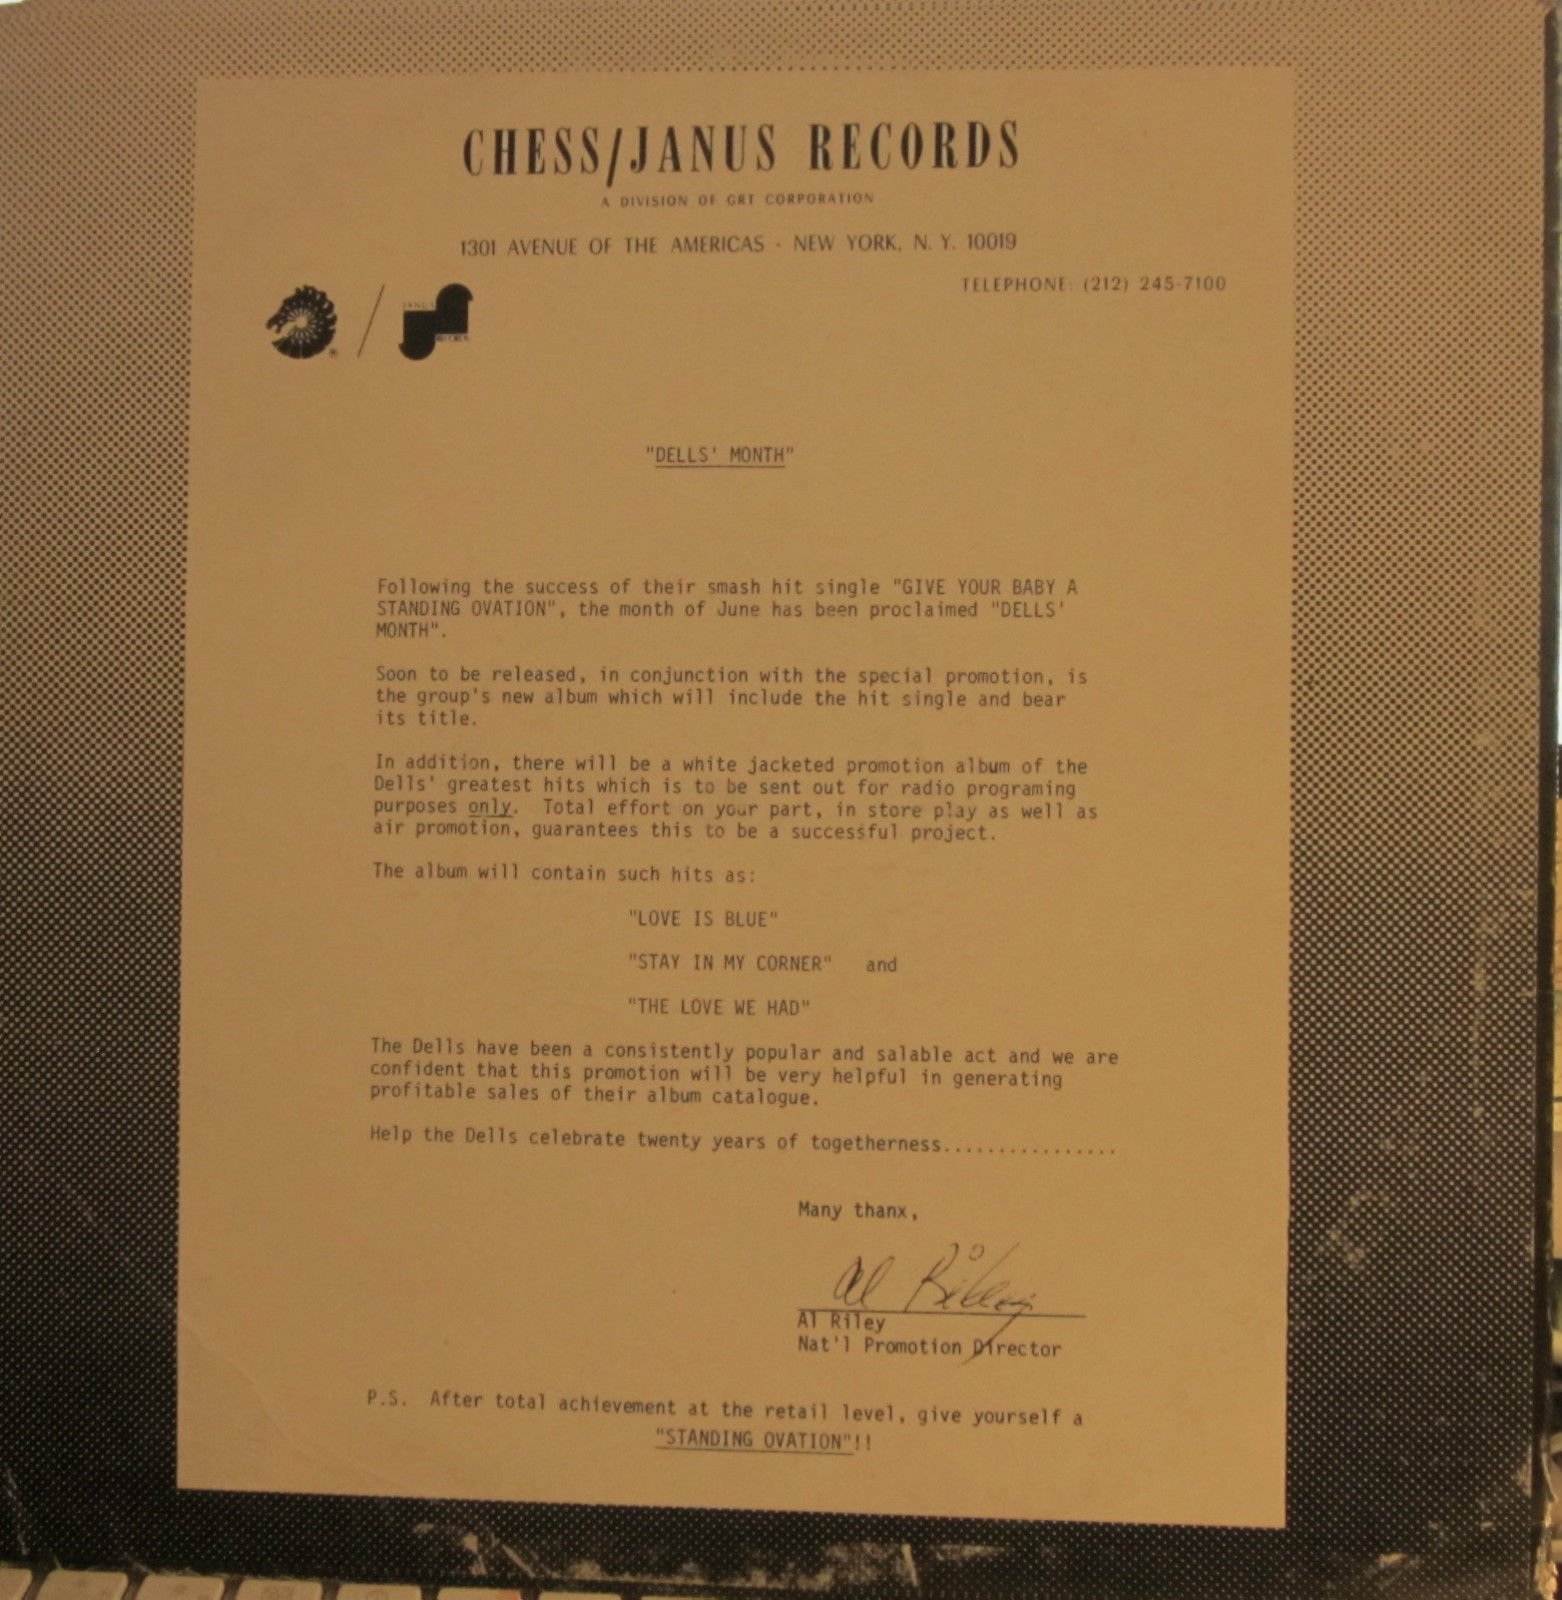 CHESS/JANUS RECORDS
A DIVISION OF GRT CORPORATION
1301 AVENUE OF THE AMERICAS · NEW YORK, N. Y. 10019
TELEPHONE: (212) 245-7100
®
JANUS
RECORDS
"DELLS' MONTH"
Following the success of their smash hit single "GIVE YOUR BABY A
STANDING OVATION", the month of June has been proclaimed "DELLS'
MONTH".
Soon to be released, in conjunction with the special promotion, is
the group's new album which will include the hit single and bear
its title.
In addition, there will be a white jacketed promotion album of the
Dells' greatest hits which is to be sent out for radio programing
purposes only. Total effort on your part, in store play as well as
air promotion, guarantees this to be a successful project.
The album will contain such hits as:
"LOVE IS BLUE"
"STAY IN MY CORNER" and
"THE LOVE WE HAD"
The Dells have been a consistently popular and salable act and we are
confident that this promotion will be very helpful in generating
profitable sales of their album catalogue.
Help the Dells celebrate twenty years of togetherness................
Many thanx,
Al Riley
Al Riley
Nat'l Promotion Director
P.S. After total achievement at the retail level, give yourself a
"STANDING OVATION"!!